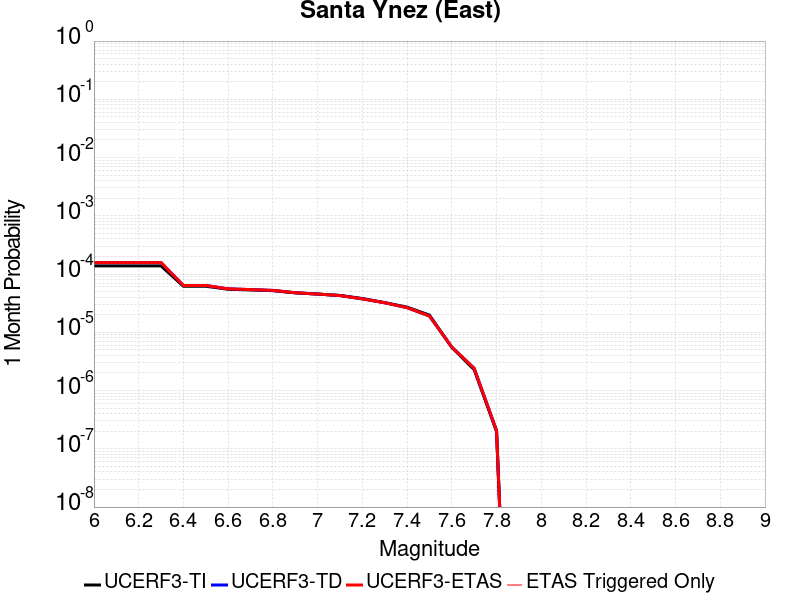 Santa Ynez (East)
10^0
10^-1
10^-2
10^-3
10^-4
10^-5
10^-6
10^-7
10^-8
1 Month Probability
6 6.2 6.4 6.6 6.8 7 7.2 7.4 7.6 7.8 8 8.2 8.4 8.6 8.8 9
Magnitude
UCERF3-TI UCERF3-TD UCERF3-ETAS ETAS Triggered Only